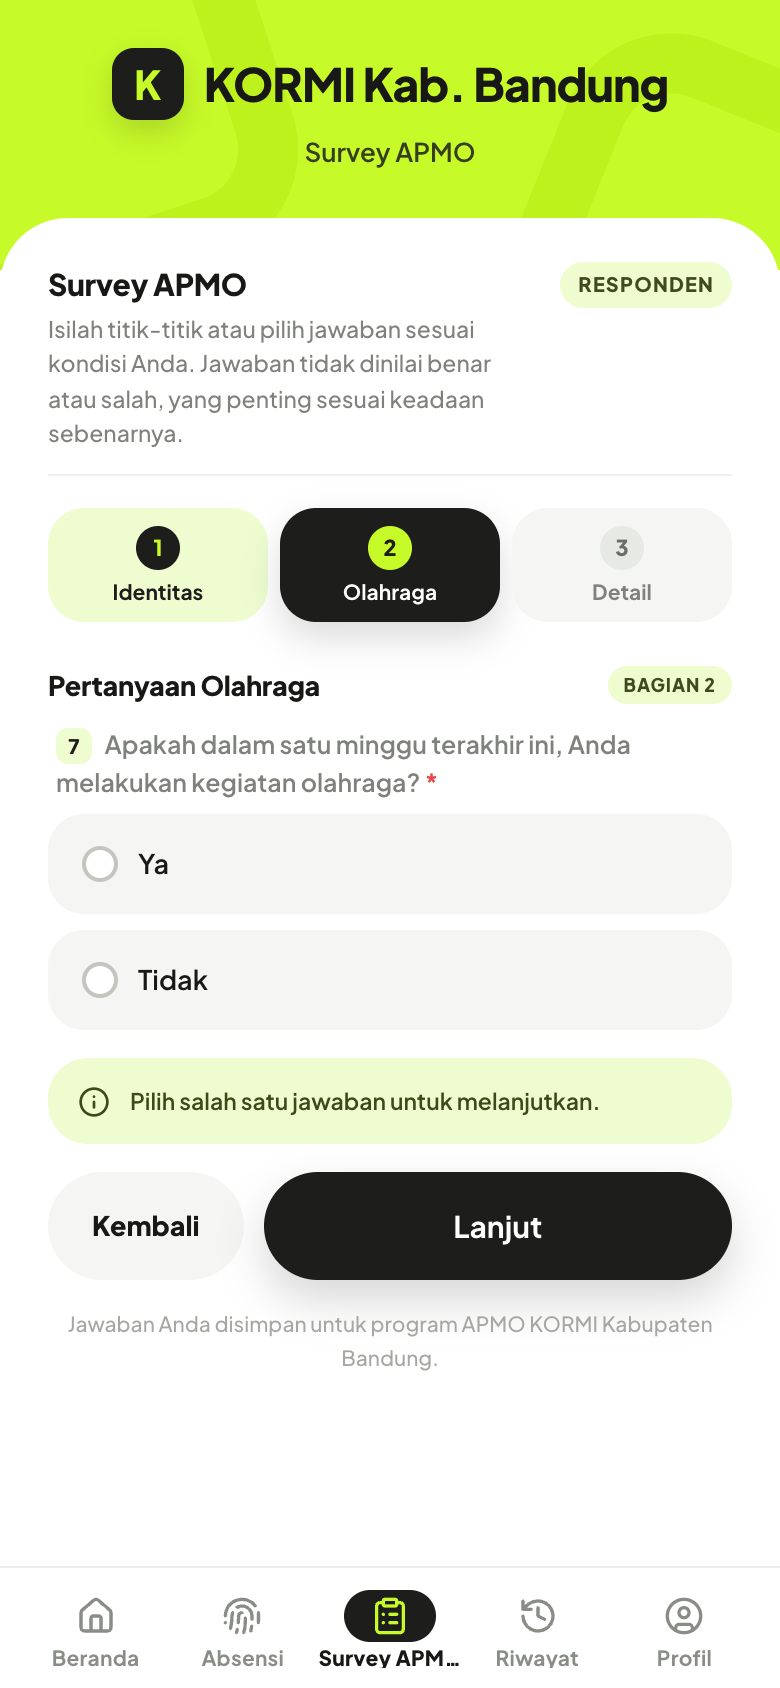 K KORMI Kab. Bandung
Survey APMO
Survey APMO
RESPONDEN
Isilah titik-titik atau pilih jawaban sesuai
kondisi Anda. Jawaban tidak dinilai benar
atau salah, yang penting sesuai keadaan
sebenarnya.
1
Identitas
2
Olahraga
3
Detail
Pertanyaan Olahraga
BAGIAN 2
7 Apakah dalam satu minggu terakhir ini, Anda
melakukan kegiatan olahraga? *
Ya
Tidak
Pilih salah satu jawaban untuk melanjutkan.
Kembali
Lanjut
Jawaban Anda disimpan untuk program APMO KORMI Kabupaten
Bandung.
Beranda
Absensi
Survey APM...
Riwayat
Profil